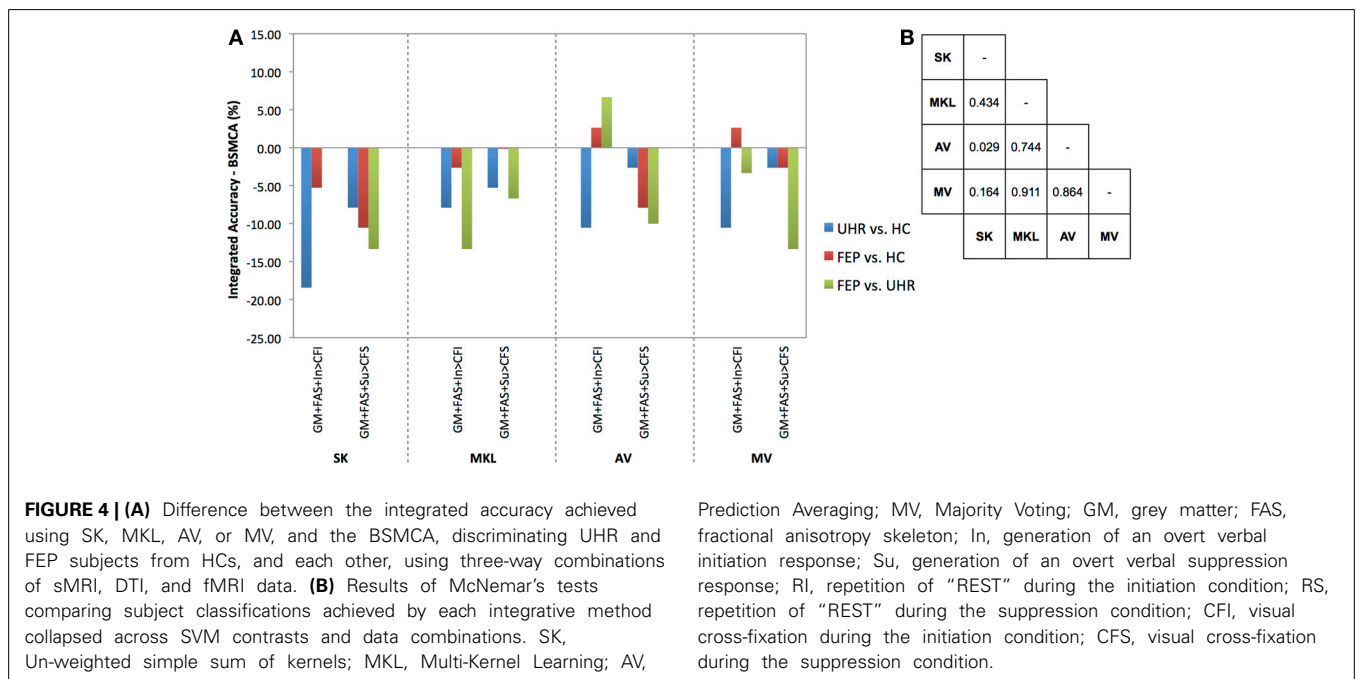 A
Integrated Accuracy - BSMCA (%)
15.00
10.00
5.00
0.00
-5.00
-10.00
-15.00
-20.00
-25.00
GM+FAS+In>CFI
GM+FAS+Su>CFS
GM+FAS+In>CFI
GM+FAS+Su>CFS
GM+FAS+In>CFI
GM+FAS+Su>CFS
GM+FAS+In>CFI
GM+FAS+Su>CFS
SK MKL AV MV
UHR vs. HC
FEP vs. HC
FEP vs. UHR
B
SK -
MKL 0.434 -
AV 0.029 0.744 -
MV 0.164 0.911 0.864 -
SK MKL AV MV
FIGURE 4 | (A) Difference between the integrated accuracy achieved
using SK, MKL, AV, or MV, and the BSMCA, discriminating UHR and
FEP subjects from HCs, and each other, using three-way combinations
of sMRI, DTI, and fMRI data. (B) Results of McNemar's tests
comparing subject classifications achieved by each integrative method
collapsed across SVM contrasts and data combinations. SK,
Un-weighted simple sum of kernels; MKL, Multi-Kernel Learning; AV,
Prediction Averaging; MV, Majority Voting; GM, grey matter; FAS,
fractional anisotropy skeleton; In, generation of an overt verbal
initiation response; Su, generation of an overt verbal suppression
response; RI, repetition of "REST" during the initiation condition; RS,
repetition of "REST" during the suppression condition; CFI, visual
cross-fixation during the initiation condition; CFS, visual cross-fixation
during the suppression condition.